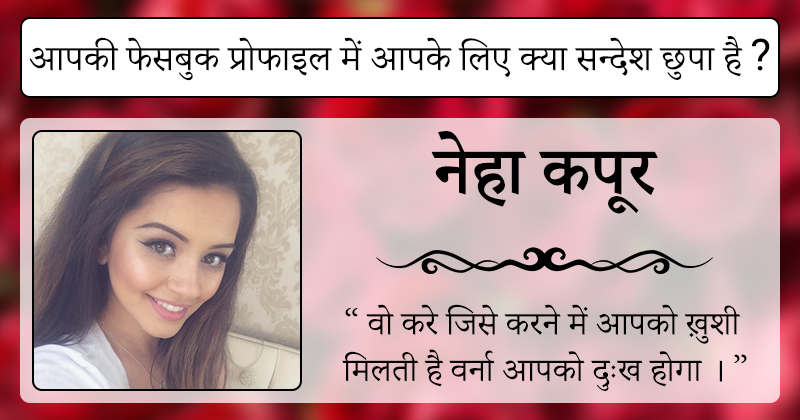 आपकी फेसबुक प्रोफाइल में आपके लिए क्या सन्देश छुपा है ?
नेहा कपूर
“ वो करे जिसे करने में आपको ख़ुशी
मिलती है वर्ना आपको दुःख होगा । ”